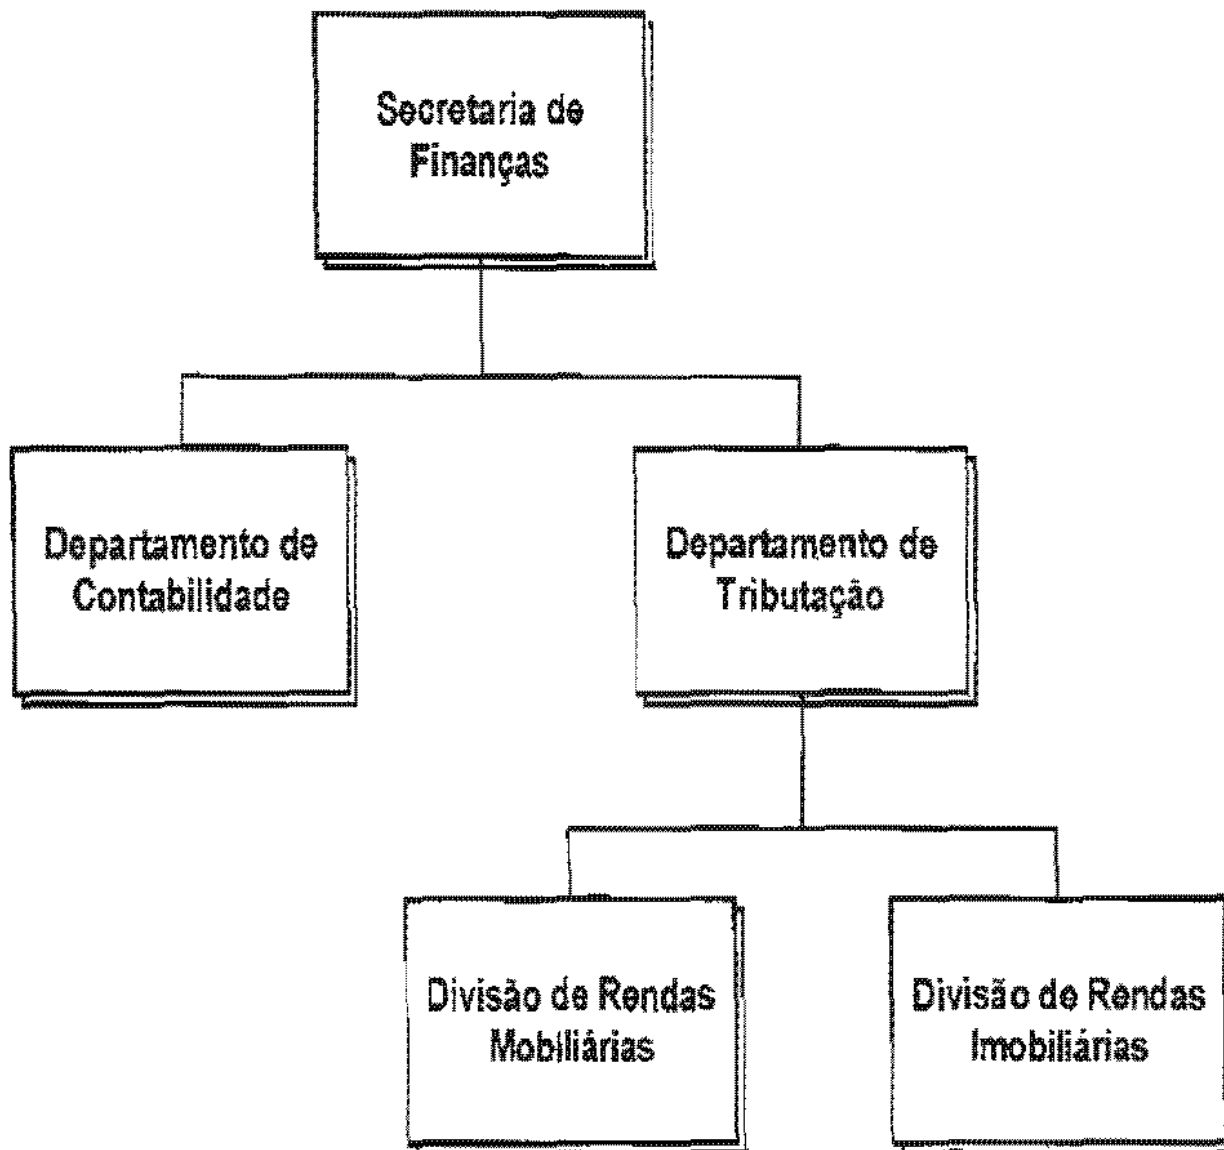 Secretaria de
Finanças
Departamento de
Contabilidade
Departamento de
Tributação
Divisão de Rendas
Mobiliárias
Divisão de Rendas
Imobiliárias